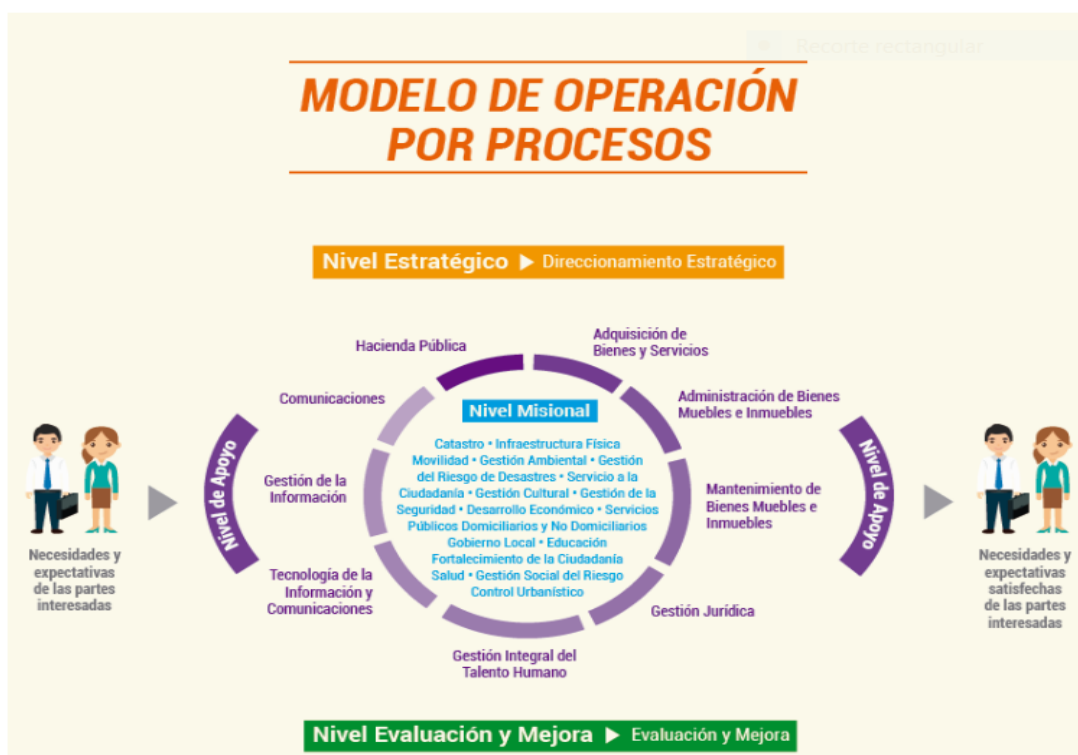 Recorte rectangular
MODELO DE OPERACIÓN
POR PROCESOS
Nivel Estratégico ▶ Direccionamiento Estratégico
Hacienda Pública
Adquisición de
Bienes y Servicios
Comunicaciones
Administración de Bienes
Muebles e Inmuebles
Gestión de la
Información
Mantenimiento de
Bienes Muebles e
Inmuebles
Tecnología de la
Información y
Comunicaciones
Gestión Jurídica
Gestión Integral del
Talento Humano
Nivel Misional
Catastro • Infraestructura Física
Movilidad • Gestión Ambiental • Gestión
del Riesgo de Desastres • Servicio a la
Ciudadanía • Gestión Cultural • Gestión de la
Seguridad • Desarrollo Económico • Servicios
Públicos Domiciliarios y No Domiciliarios
Gobierno Local • Educación
Fortalecimiento de la Ciudadanía
Salud • Gestión Social del Riesgo
Control Urbanístico
Nivel de Apoyo
Nivel de Apoyo
Necesidades y
expectativas
de las partes
interesadas
Necesidades y
expectativas
satisfechas
de las partes
interesadas
Nivel Evaluación y Mejora ▶ Evaluación y Mejora